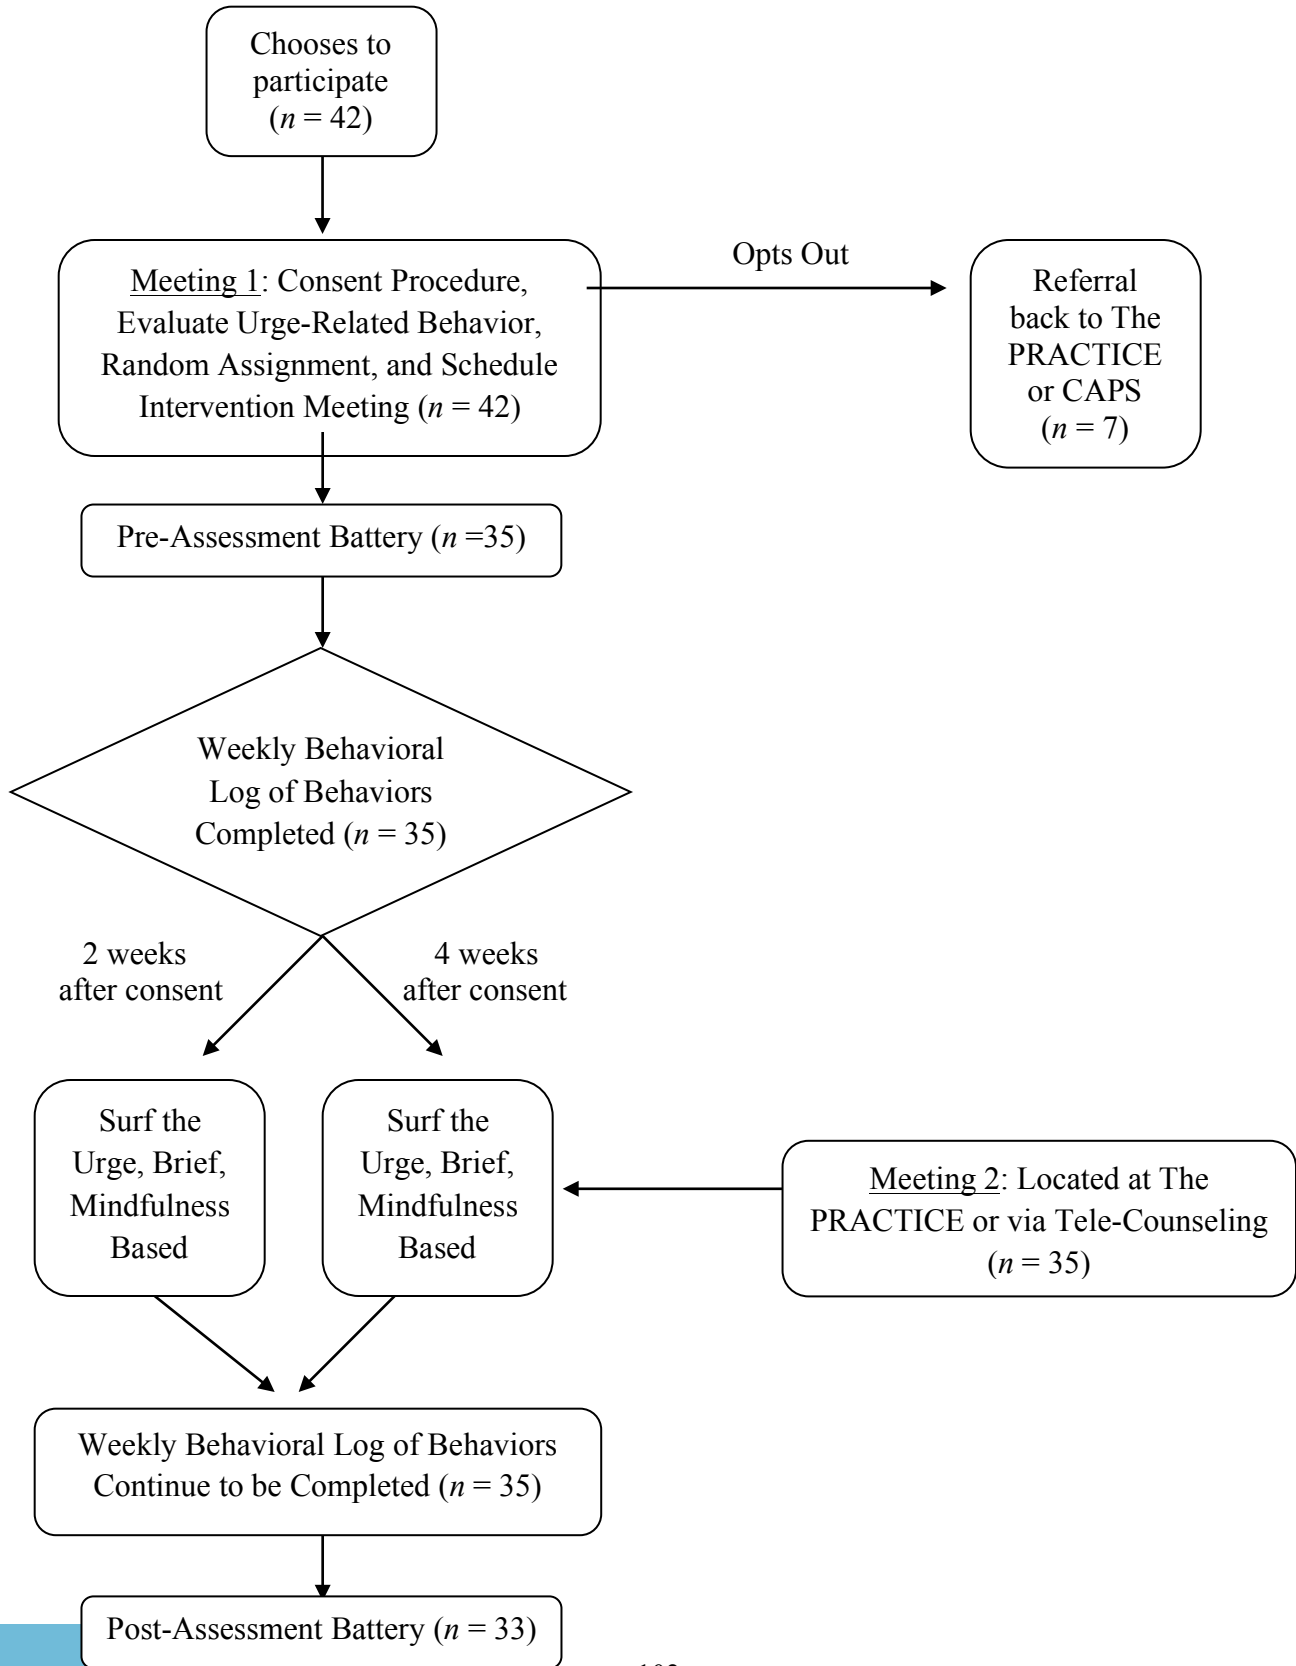 Chooses to
participate
(n = 42)
Meeting 1: Consent Procedure,
Evaluate Urge-Related Behavior,
Random Assignment, and Schedule
Intervention Meeting (n = 42)
Opts Out
Referral
back to The
PRACTICE
or CAPS
(n = 7)
Pre-Assessment Battery (n =35)
Weekly Behavioral
Log of Behaviors
Completed (n = 35)
2 weeks
after consent
4 weeks
after consent
Surf the
Urge, Brief,
Mindfulness
Based
Surf the
Urge, Brief,
Mindfulness
Based
Meeting 2: Located at The
PRACTICE or via Tele-Counseling
(n = 35)
Weekly Behavioral Log of Behaviors
Continue to be Completed (n = 35)
Post-Assessment Battery (n = 33)